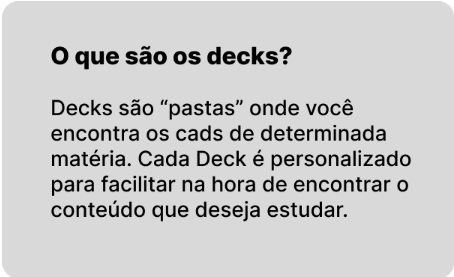 O que são os decks?
Decks são “pastas” onde você
encontra os cads de determinada
matéria. Cada Deck é personalizado
para facilitar na hora de encontrar o
conteúdo que deseja estudar.